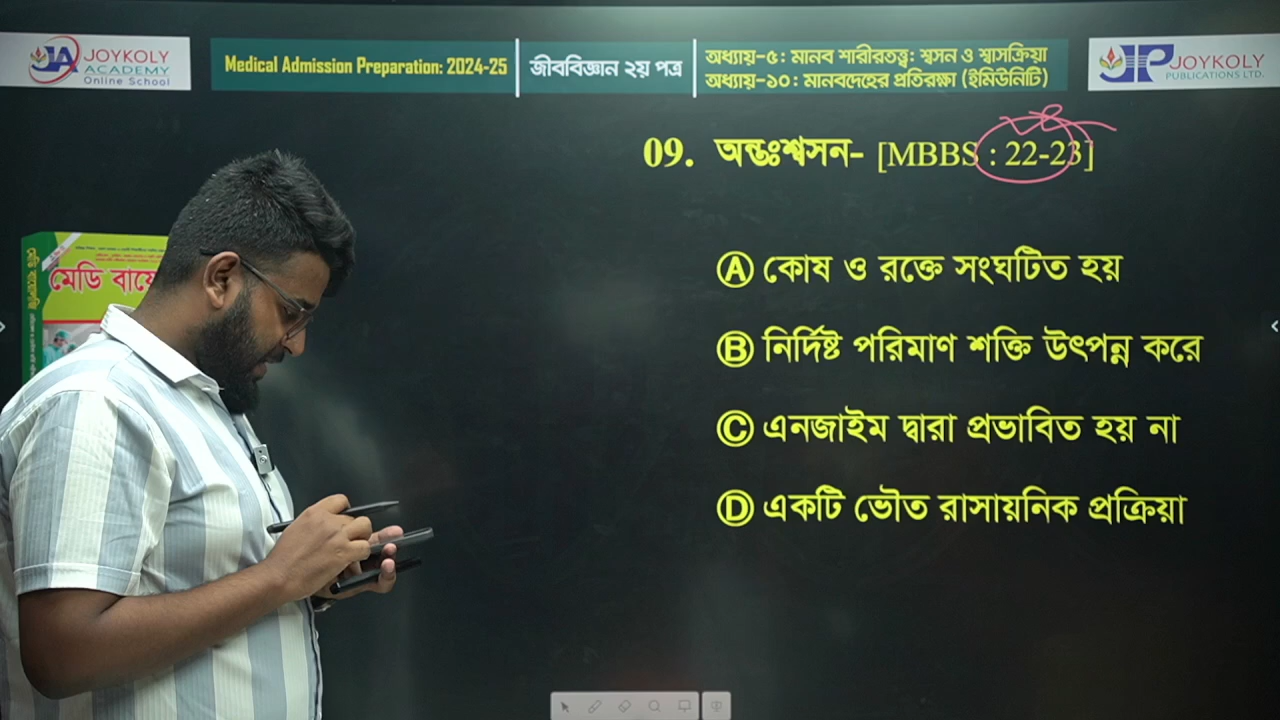 JA JOYKOLY
ACADEMY
Online School
Medical Admission Preparation: 2024-25
জীববিজ্ঞান ২য় পত্র
অধ্যায়-৫: মানব শারীরতত্ত্ব: শ্বসন ও শ্বাসক্রিয়া
অধ্যায়-১০: মানবদেহের প্রতিরক্ষা (ইমিউনিটি)
JP JOYKOLY
PUBLICATIONS LTD.
09. অন্তঃশ্বসন- [MBBS : 22-23]
Ⓐ কোষ ও রক্তে সংঘটিত হয়
Ⓑ নির্দিষ্ট পরিমাণ শক্তি উৎপন্ন করে
Ⓒ এনজাইম দ্বারা প্রভাবিত হয় না
Ⓓ একটি ভৌত রাসায়নিক প্রক্রিয়া
মেডি